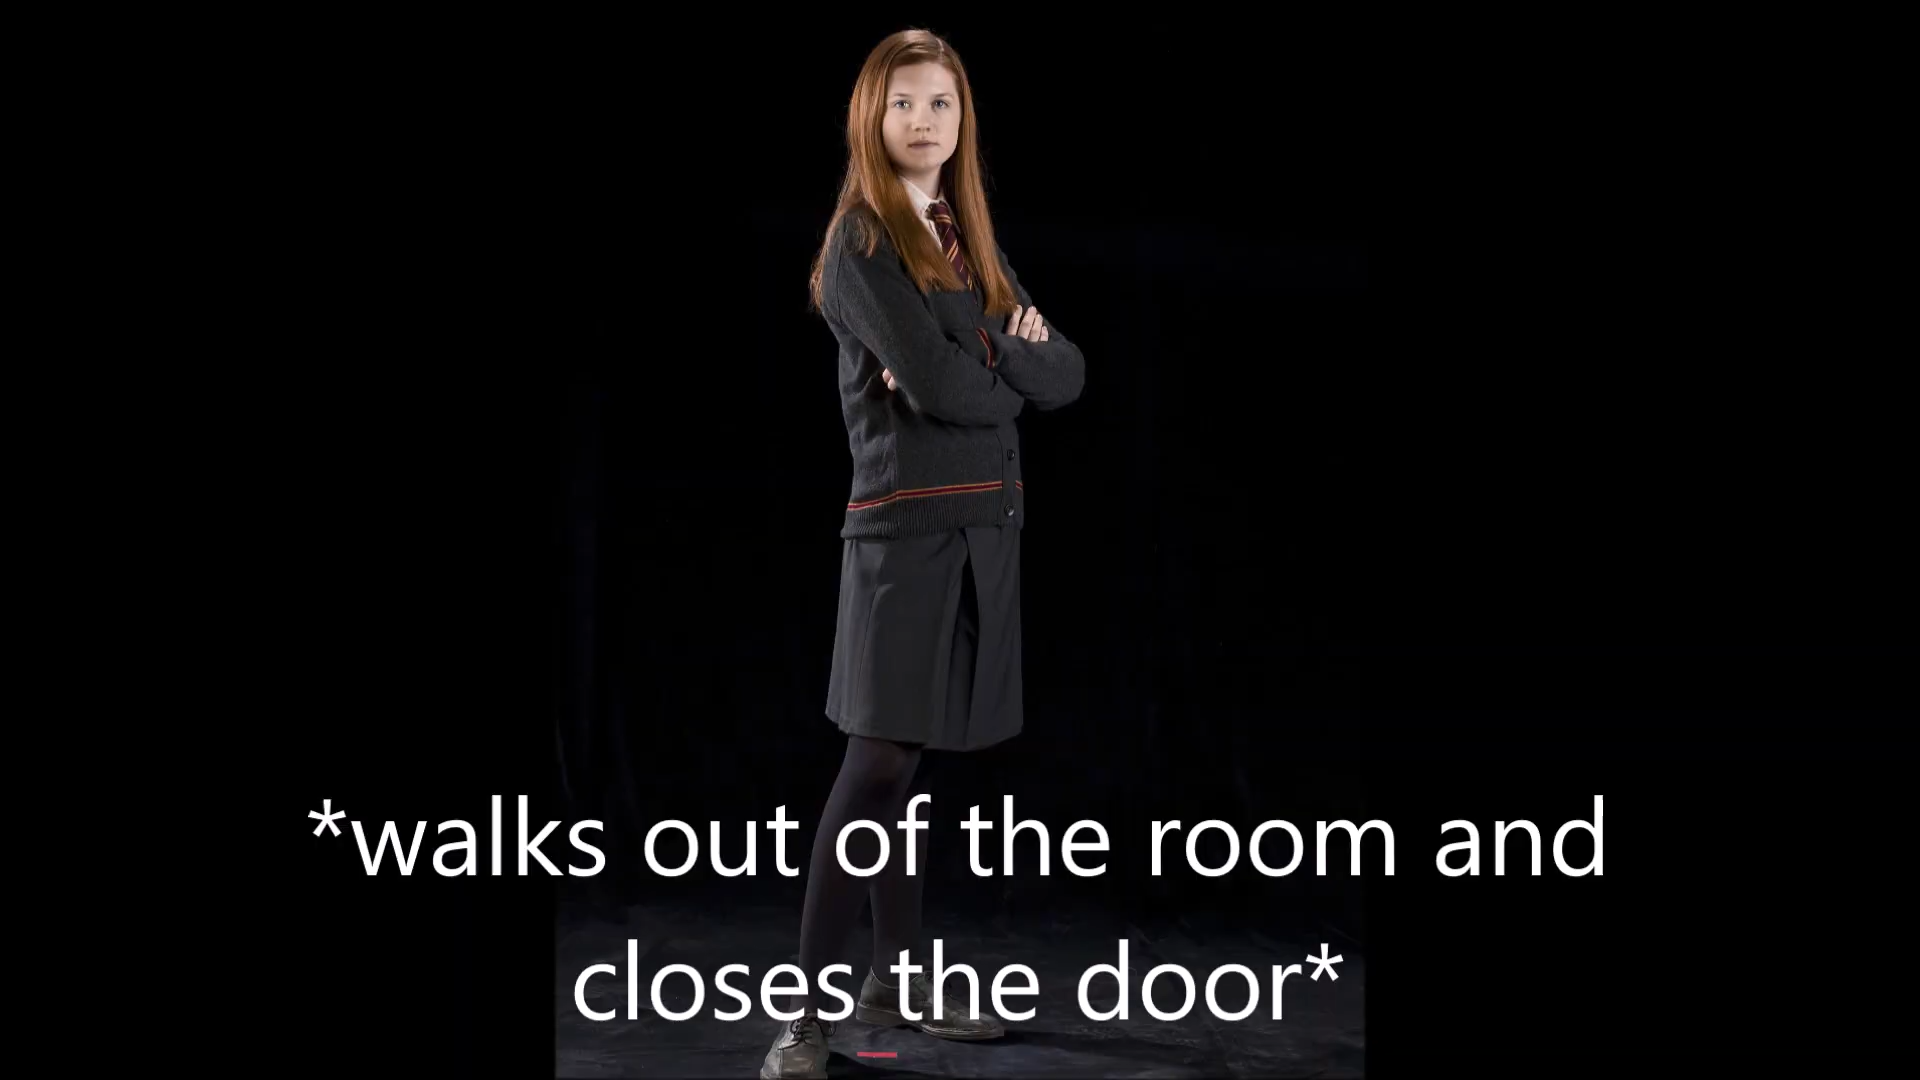 *walks out of the room and
closes the door*